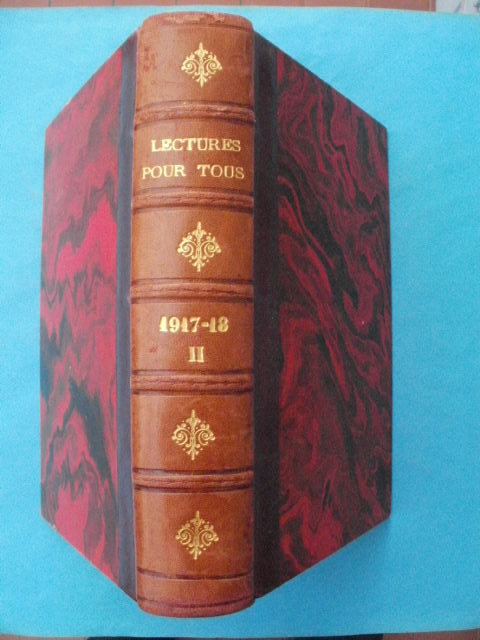 LECTURES
POUR TOUS
1917-18
II